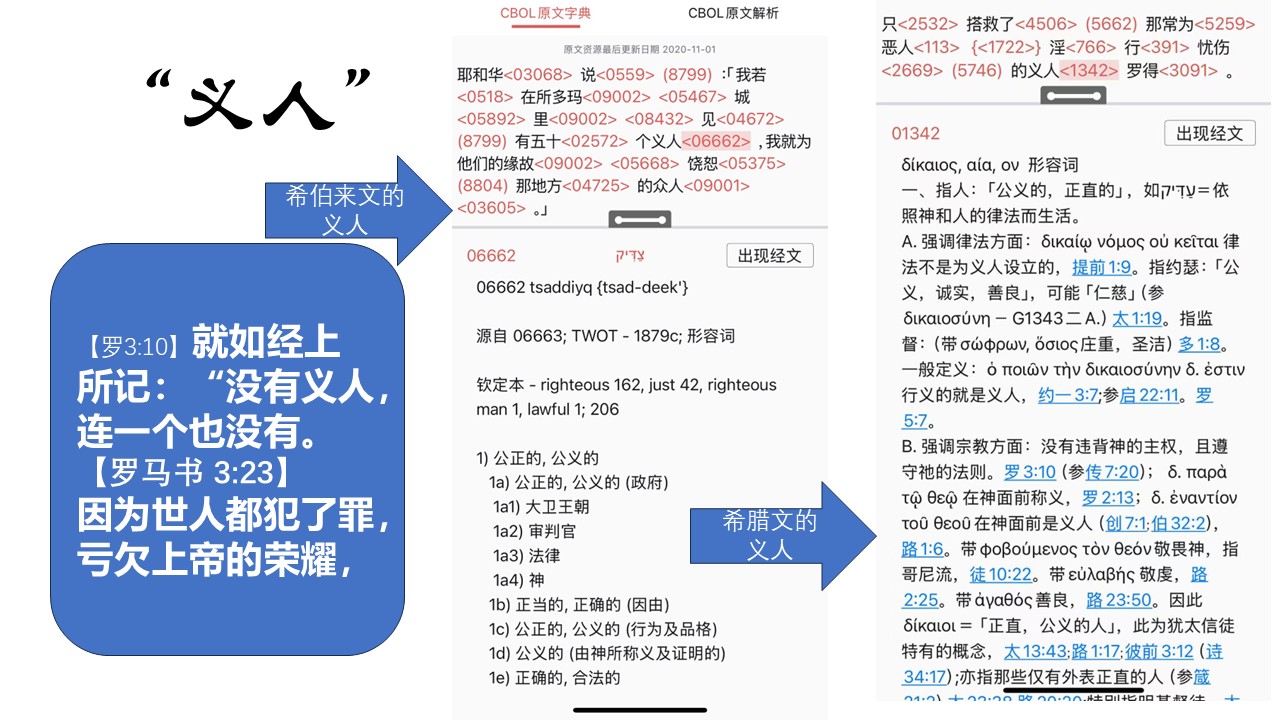 “义人”
希伯来文的
义人
【罗3:10】就如经上
所记：“没有义人，
连一个也没有。
【罗马书 3:23】
因为世人都犯了罪，
亏欠上帝的荣耀，
CBOL原文字典
CBOL原文解析
原文资源最后更新日期 2020-11-01
耶和华<03068> 说<0559> (8799) :「我若
<0518> 在所多玛<09002> <05467> 城
<05892> 里<09002> <08432> 见<04672>
(8799) 有五十<02572> 个义人<06662> ,我就为
他们的缘故<09002> <05668> 饶恕<05375>
(8804) 那地方<04725> 的众人<09001>
<03605> 。」
06662
צַדִּיק
出现经文
06662 tsaddiyq {tsad-deek'}
源自 06663; TWOT - 1879c; 形容词
钦定本 - righteous 162, just 42, righteous
man 1, lawful 1; 206
1) 公正的, 公义的
1a) 公正的, 公义的 (政府)
1a1) 大卫王朝
1a2) 审判官
1a3) 法律
1a4) 神
1b) 正当的, 正确的 (因由)
1c) 公正的, 公义的 (行为及品格)
1d) 公义的 (由神所称义及证明的)
1e) 正确的, 合法的
希腊文的
义人
只<2532> 搭救了<4506> (5662) 那常为<5259>
恶人<113> {<1722>} 淫<766> 行<391> 忧伤
<2669> (5746) 的义人<1342> 罗得<3091> 。
01342
出现经文
δίκαιος, αία, ον 形容词
一、指人：「公义的，正直的」，如צַדִּיק＝依
照神和人的律法而生活。
A. 强调律法方面：δικαίῳ νόμος οὐ κεῖται 律
法不是为义人设立的，提前1:9。指约瑟：「公
义，诚实，善良」，可能「仁慈」（参
δικαιοσύνη － G1343二A.）太1:19。指监
督：（带σώφρων, ὅσιος庄重，圣洁）多1:8。
一般定义：ὁ ποιῶν τὴν δικαιοσύνην δ. ἐστιν
行义的就是义人，约一3:7;参启22:11。罗
5:7。
B. 强调宗教方面：没有违背神的主权，且遵
守祂的法则。罗3:10（参传7:20）; δ. παρὰ
τῷ θεῷ 在神面前称义，罗2:13；δ. ἐναντίον
τοῦ θεοῦ在神面前是义人（创7:1;伯32:2），
路1:6。带φοβούμενος τὸν θεόν敬畏神，指
哥尼流，徒10:22。带εὐλαβής 敬虔，路
2:25。带ἀγαθός善良，路23:50。因此
δίκαιοι＝「正直，公义的人」，此为犹太信徒
特有的概念，太13:43;路1:17;彼前3:12（诗
34:17）;亦指那些仅有外表正直的人（参箴